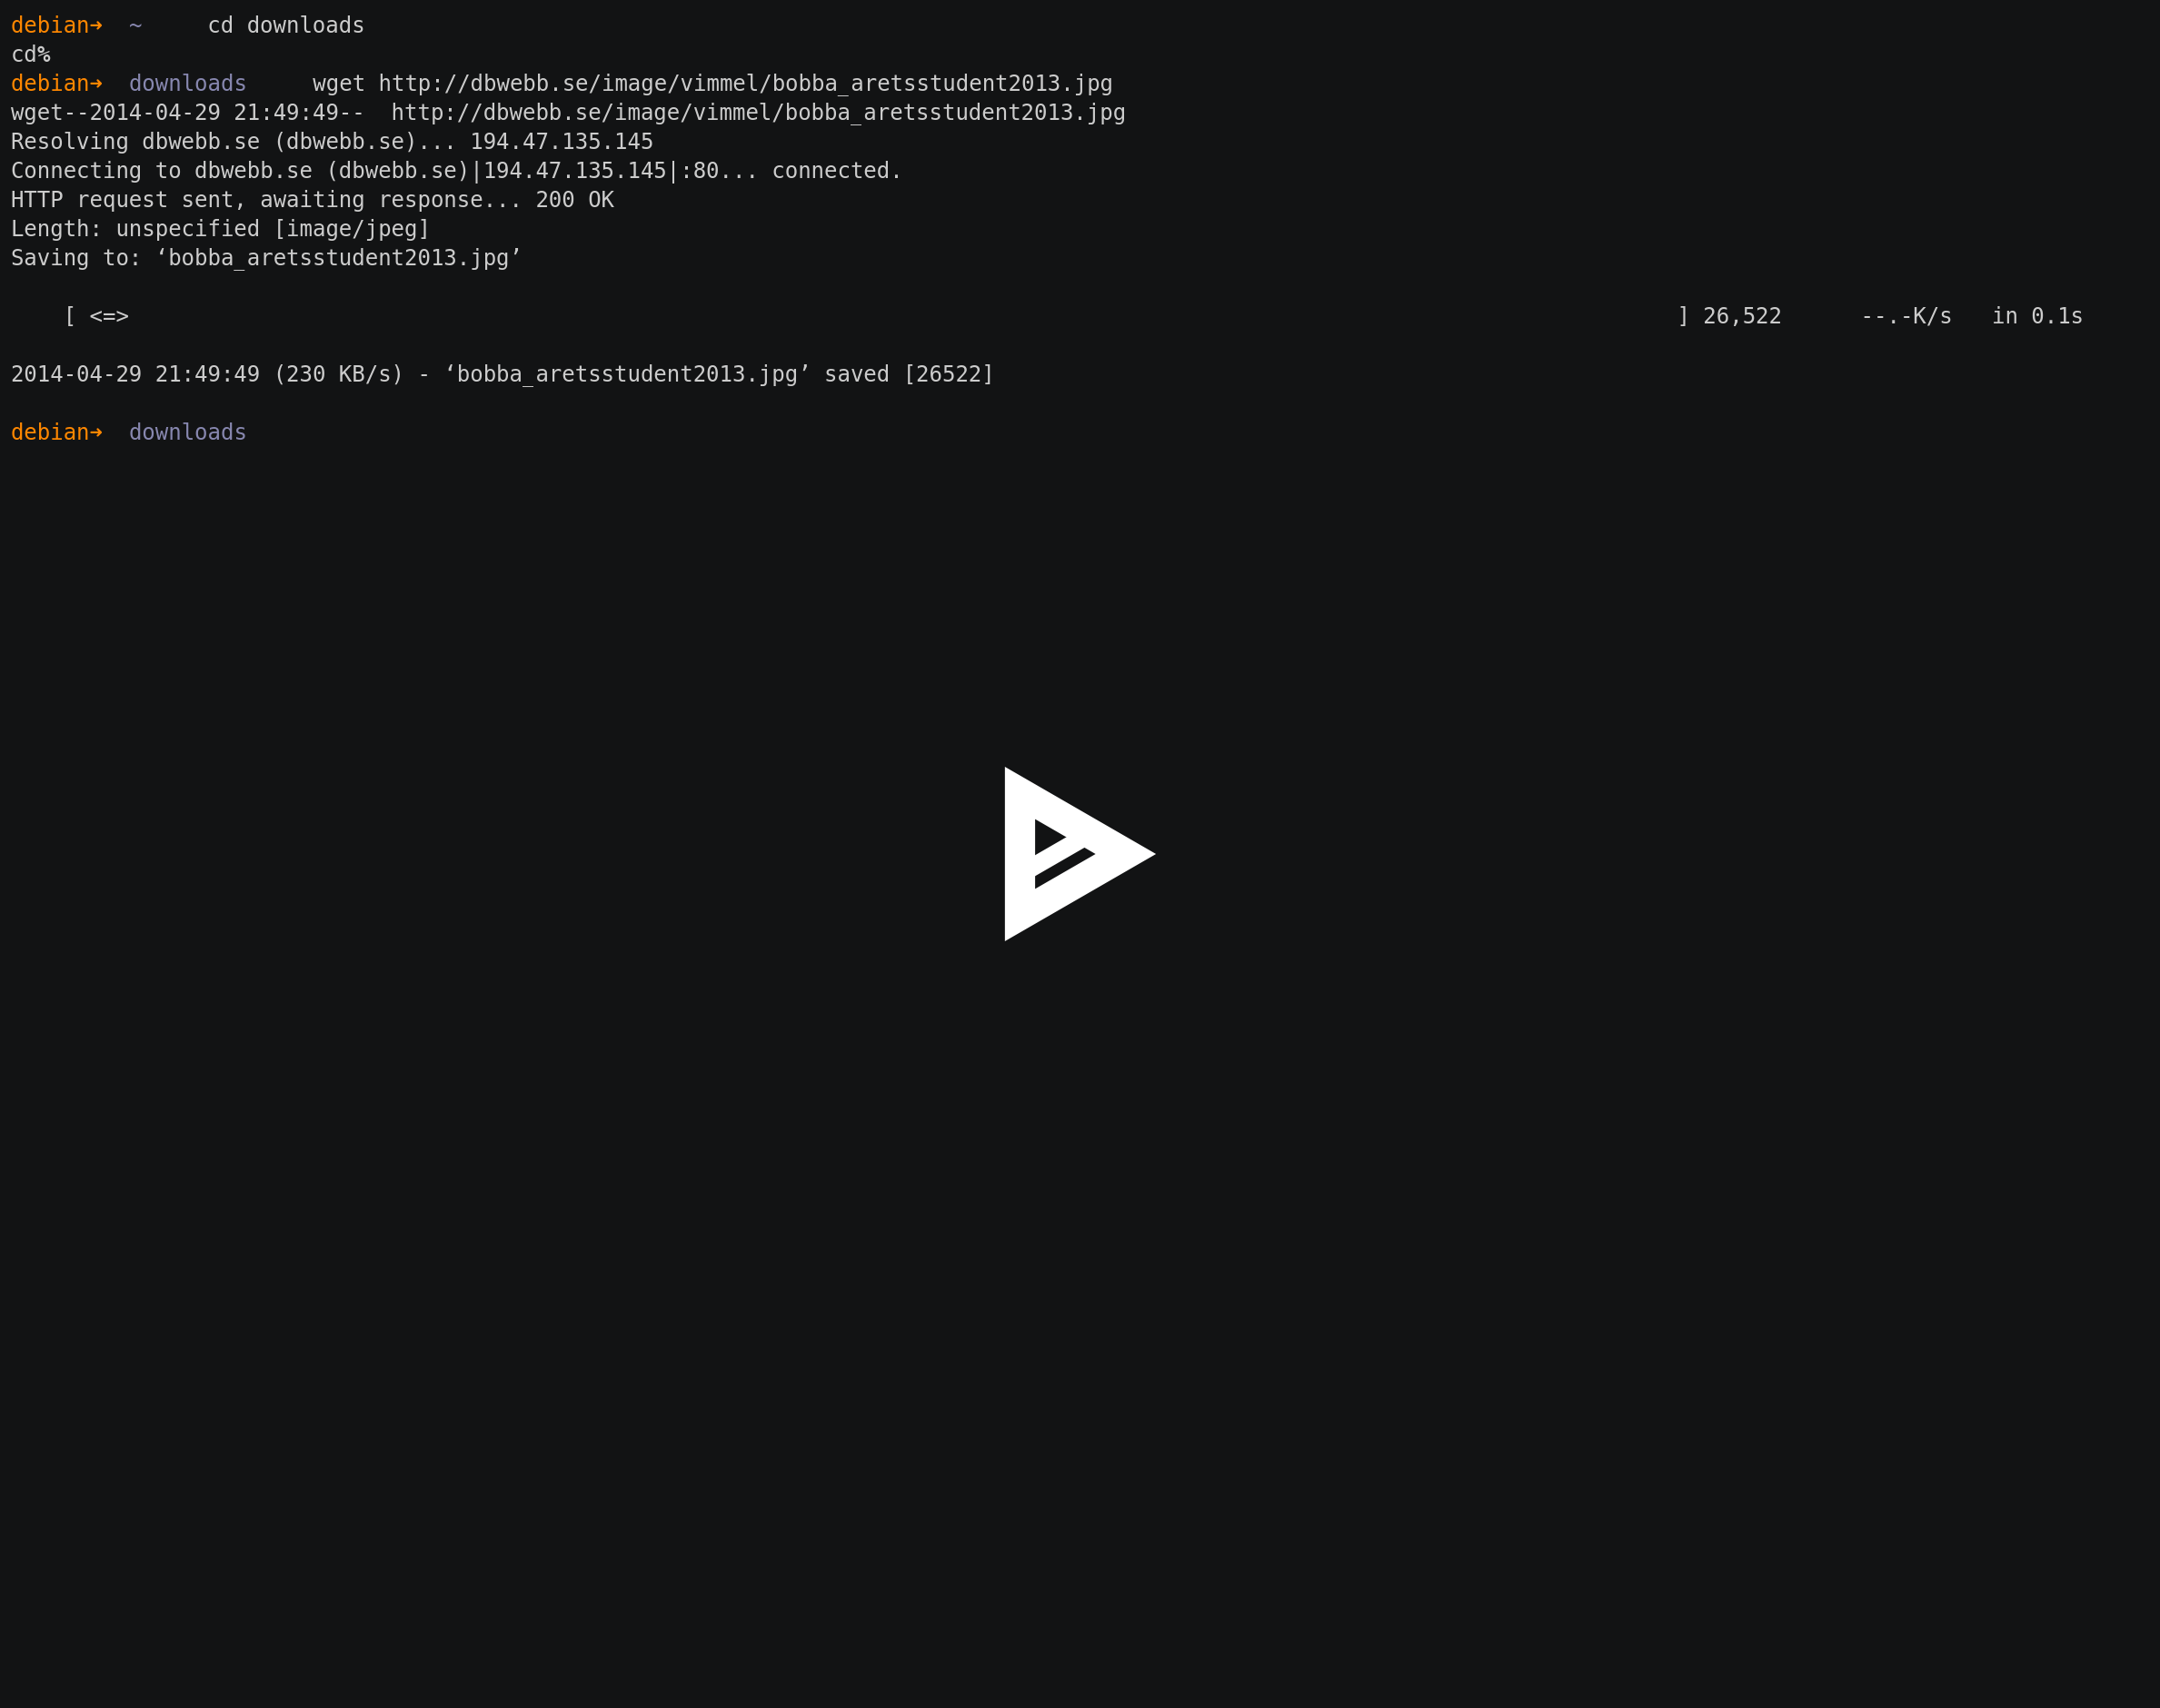 debian➜  ~     cd downloads
cd%
debian➜  downloads     wget http://dbwebb.se/image/vimmel/bobba_aretsstudent2013.jpg
wget--2014-04-29 21:49:49--  http://dbwebb.se/image/vimmel/bobba_aretsstudent2013.jpg
Resolving dbwebb.se (dbwebb.se)... 194.47.135.145
Connecting to dbwebb.se (dbwebb.se)|194.47.135.145|:80... connected.
HTTP request sent, awaiting response... 200 OK
Length: unspecified [image/jpeg]
Saving to: ‘bobba_aretsstudent2013.jpg’
[ <=> ] 26,522      --.-K/s   in 0.1s
2014-04-29 21:49:49 (230 KB/s) - ‘bobba_aretsstudent2013.jpg’ saved [26522]
debian➜  downloads